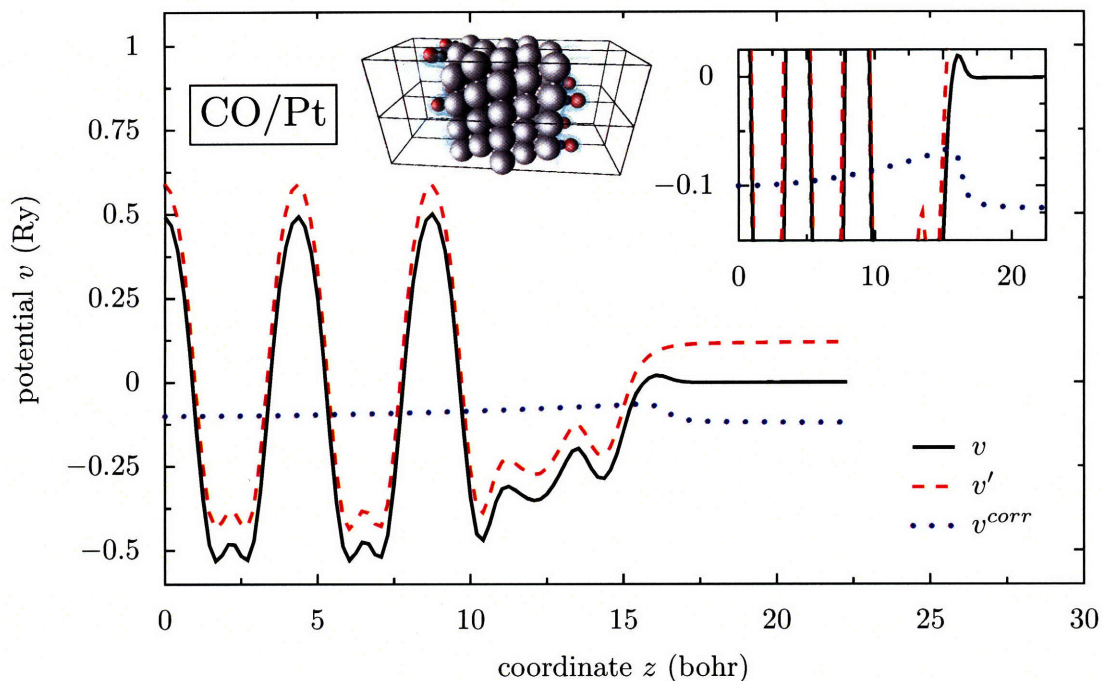 1
0.75
0.5
0.25
0
−0.25
−0.5
potential v (Ry)
CO/Pt
0
−0.1
0 10 20
v
v′
v^{corr}
0 5 10 15 20 25 30
coordinate z (bohr)